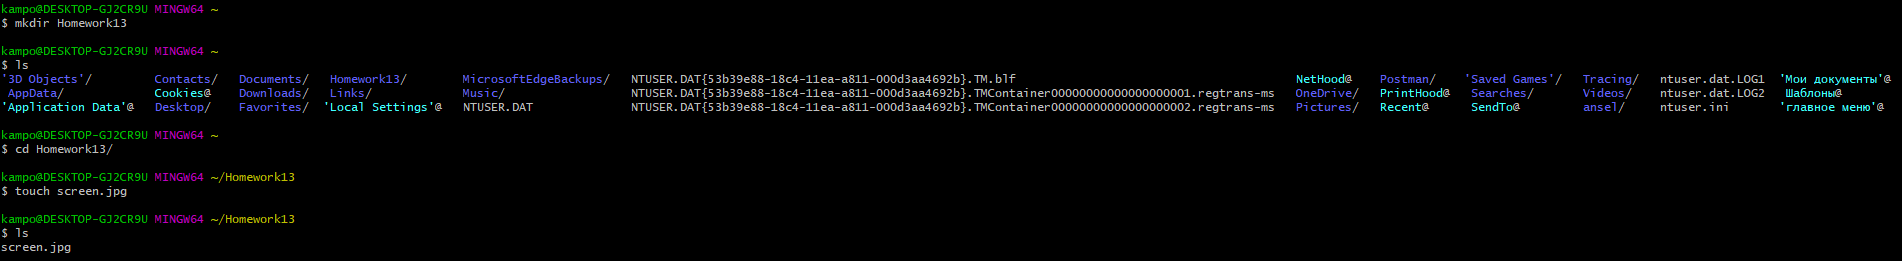 kampo@DESKTOP-GJ2CR9U MINGW64 ~
$ mkdir Homework13
kampo@DESKTOP-GJ2CR9U MINGW64 ~
$ ls
'3D Objects'/ Contacts/ Documents/ Homework13/ MicrosoftEdgeBackups/ NTUSER.DAT{53b39e88-18c4-11ea-a811-000d3aa4692b}.TM.blf NetHood@ Postman/ 'Saved Games'/ Tracing/ ntuser.dat.LOG1 'Мои документы'@
AppData/ Cookies@ Downloads/ Links/ Music/ NTUSER.DAT{53b39e88-18c4-11ea-a811-000d3aa4692b}.TMContainer00000000000000000001.regtrans-ms OneDrive/ PrintHood@ Searches/ Videos/ ntuser.dat.LOG2 Шаблоны@
'Application Data'@ Desktop/ Favorites/ 'Local Settings'@ NTUSER.DAT NTUSER.DAT{53b39e88-18c4-11ea-a811-000d3aa4692b}.TMContainer00000000000000000002.regtrans-ms Pictures/ Recent@ SendTo@ ansel/ ntuser.ini 'главное меню'@
kampo@DESKTOP-GJ2CR9U MINGW64 ~
$ cd Homework13/
kampo@DESKTOP-GJ2CR9U MINGW64 ~/Homework13
$ touch screen.jpg
kampo@DESKTOP-GJ2CR9U MINGW64 ~/Homework13
$ ls
screen.jpg